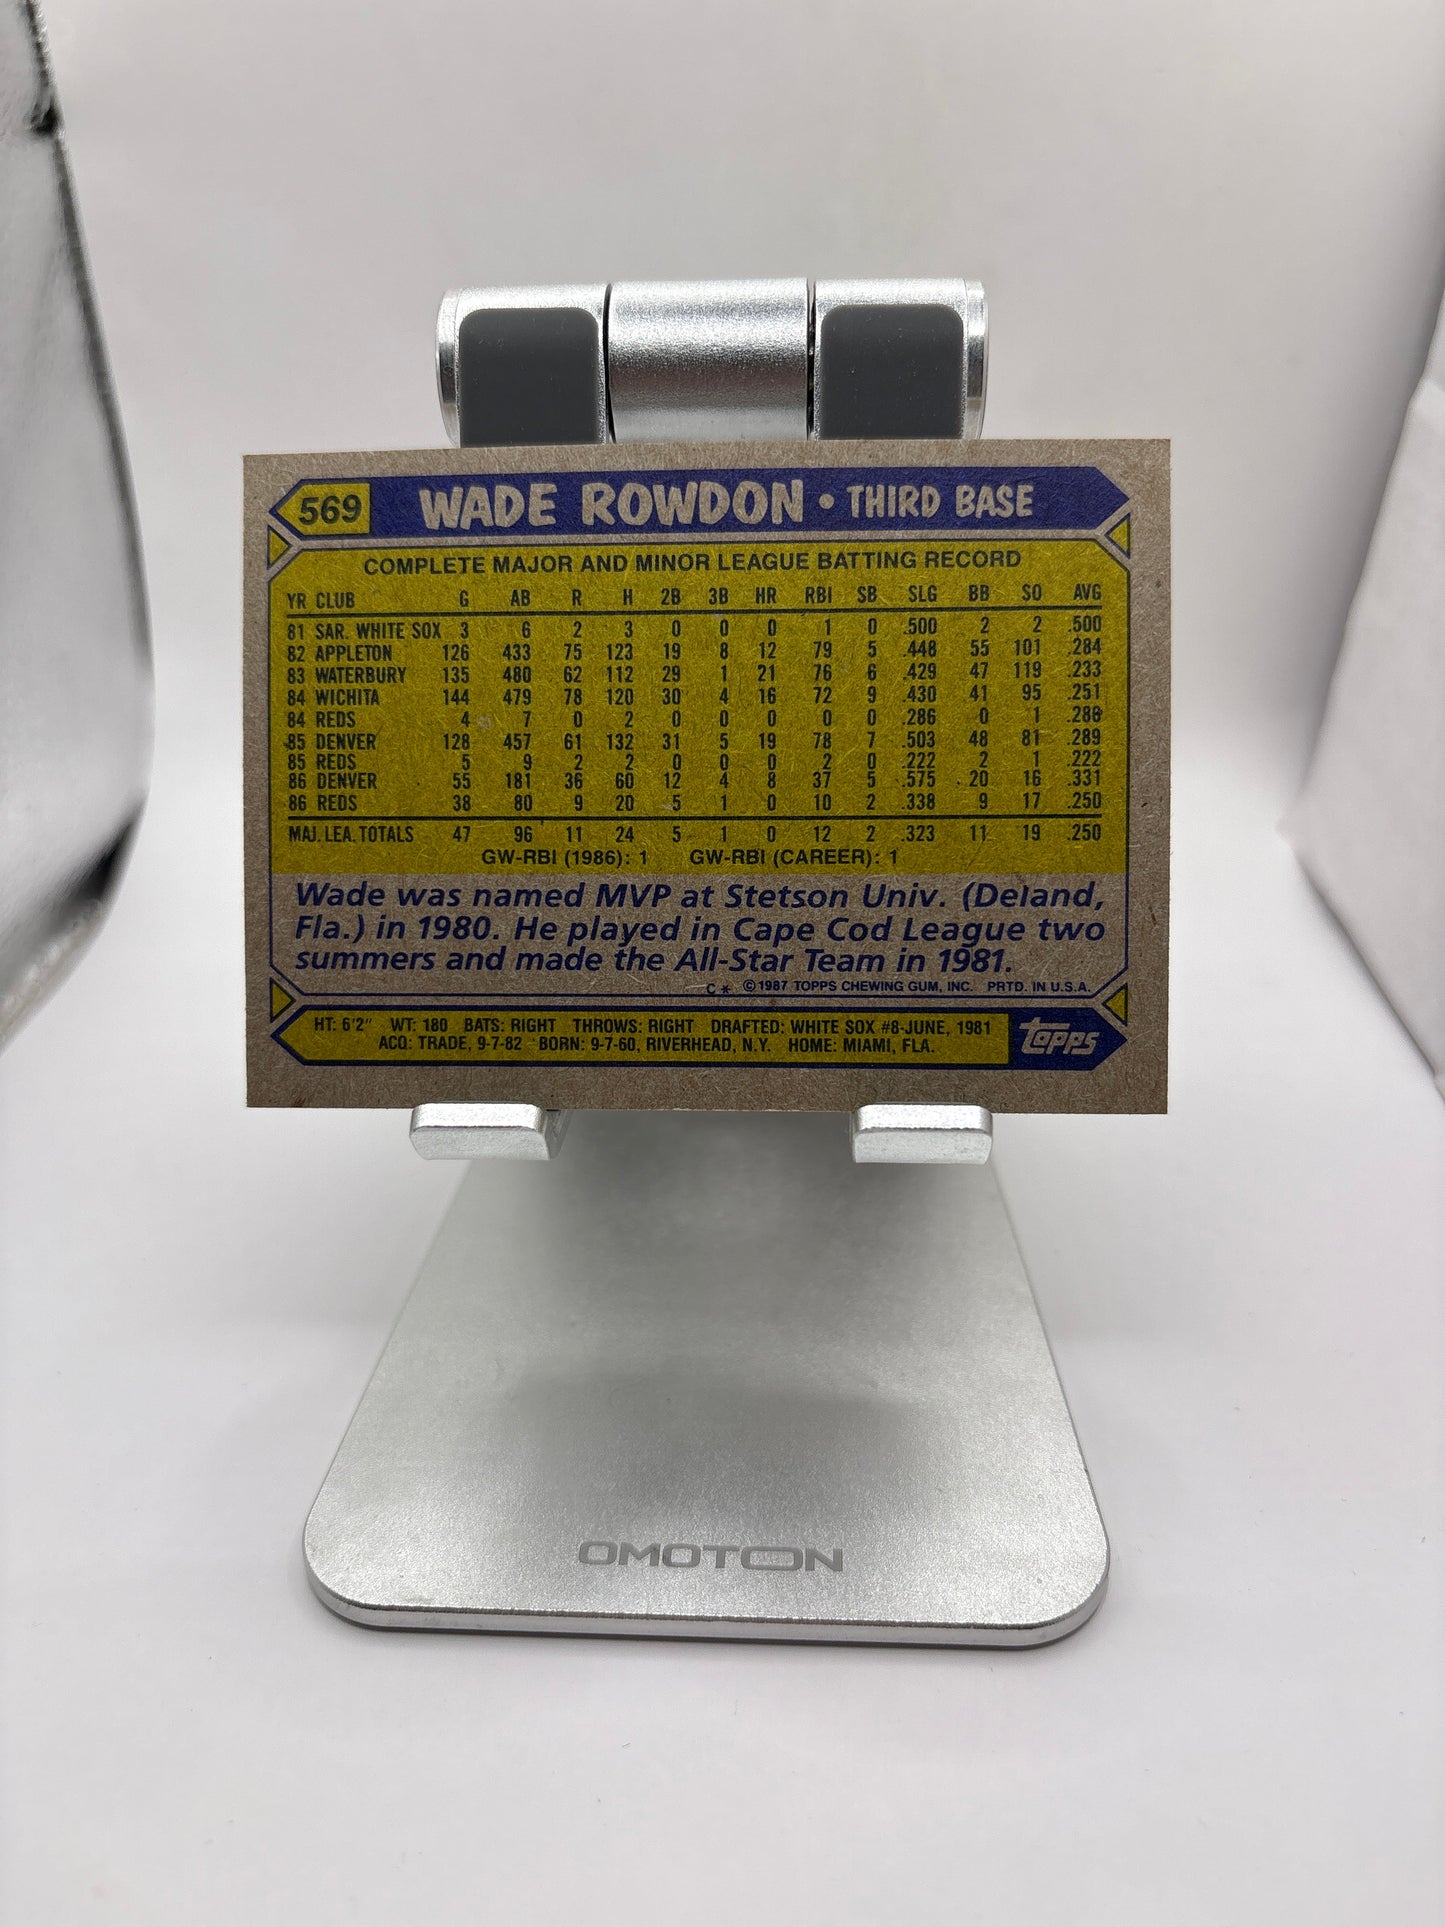 569 WADE ROWDON • THIRD BASE
COMPLETE MAJOR AND MINOR LEAGUE BATTING RECORD
YR CLUB G AB R H 2B 3B HR RBI SB SLG BB SO AVG
81 SAR. WHITE SOX 3 6 2 3 0 0 0 1 0 .500 2 2 .500
82 APPLETON 126 433 75 123 19 8 12 79 5 .448 55 101 .284
83 WATERBURY 135 480 62 112 29 1 21 76 6 .429 47 119 .233
84 WICHITA 144 479 78 120 30 4 16 72 9 .430 41 95 .251
84 REDS 4 7 0 2 0 0 0 0 0 .286 0 1 .286
85 DENVER 128 457 61 132 31 5 19 78 7 .503 48 81 .289
85 REDS 5 9 2 2 0 0 0 2 0 .222 2 1 .222
86 DENVER 55 181 36 60 12 4 8 37 5 .575 20 16 .331
86 REDS 38 80 9 20 5 1 0 10 2 .338 9 17 .250
MAJ. LEA. TOTALS 47 96 11 24 5 1 0 12 2 .323 11 19 .250
GW-RBI (1986): 1 GW-RBI (CAREER): 1
Wade was named MVP at Stetson Univ. (Deland,
Fla.) in 1980. He played in Cape Cod League two
summers and made the All-Star Team in 1981.
C* ©1987 TOPPS CHEWING GUM, INC. PRTD. IN U.S.A.
HT: 6'2" WT: 180 BATS: RIGHT THROWS: RIGHT DRAFTED: WHITE SOX #8-JUNE, 1981
ACQ: TRADE, 9-7-82 BORN: 9-7-60, RIVERHEAD, N.Y. HOME: MIAMI, FLA.
topps
OMOTON